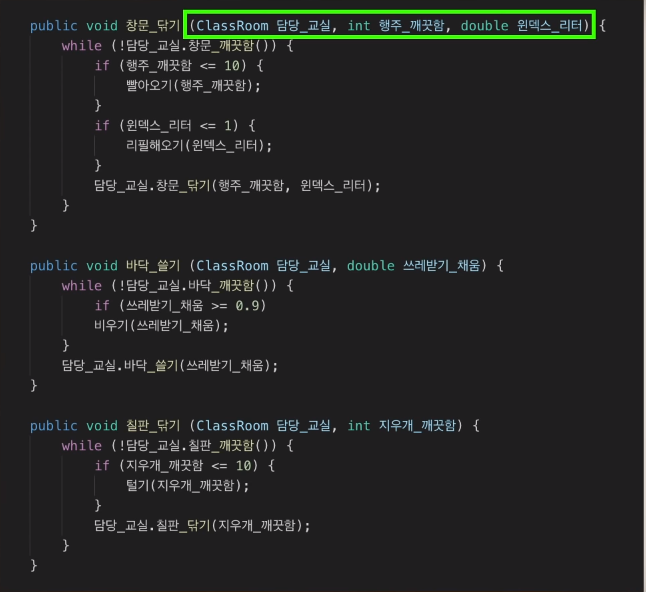 public void 창문_닦기 (ClassRoom 담당_교실, int 행주_깨끗함, double 윈덱스_리터) {
while (!담당_교실.창문_깨끗함()) {
if (행주_깨끗함 <= 10) {
빨아오기(행주_깨끗함);
}
if (윈덱스_리터 <= 1) {
리필해오기(윈덱스_리터);
}
담당_교실.창문_닦기(행주_깨끗함, 윈덱스_리터);
}
}
public void 바닥_쓸기 (ClassRoom 담당_교실, double 쓰레받기_채움) {
while (!담당_교실.바닥_깨끗함()) {
if (쓰레받기_채움 >= 0.9)
비우기(쓰레받기_채움);
}
담당_교실.바닥_쓸기(쓰레받기_채움);
}
public void 칠판_닦기 (ClassRoom 담당_교실, int 지우개_깨끗함) {
while (!담당_교실.칠판_깨끗함()) {
if (지우개_깨끗함 <= 10) {
털기(지우개_깨끗함);
}
담당_교실.칠판_닦기(지우개_깨끗함);
}
}